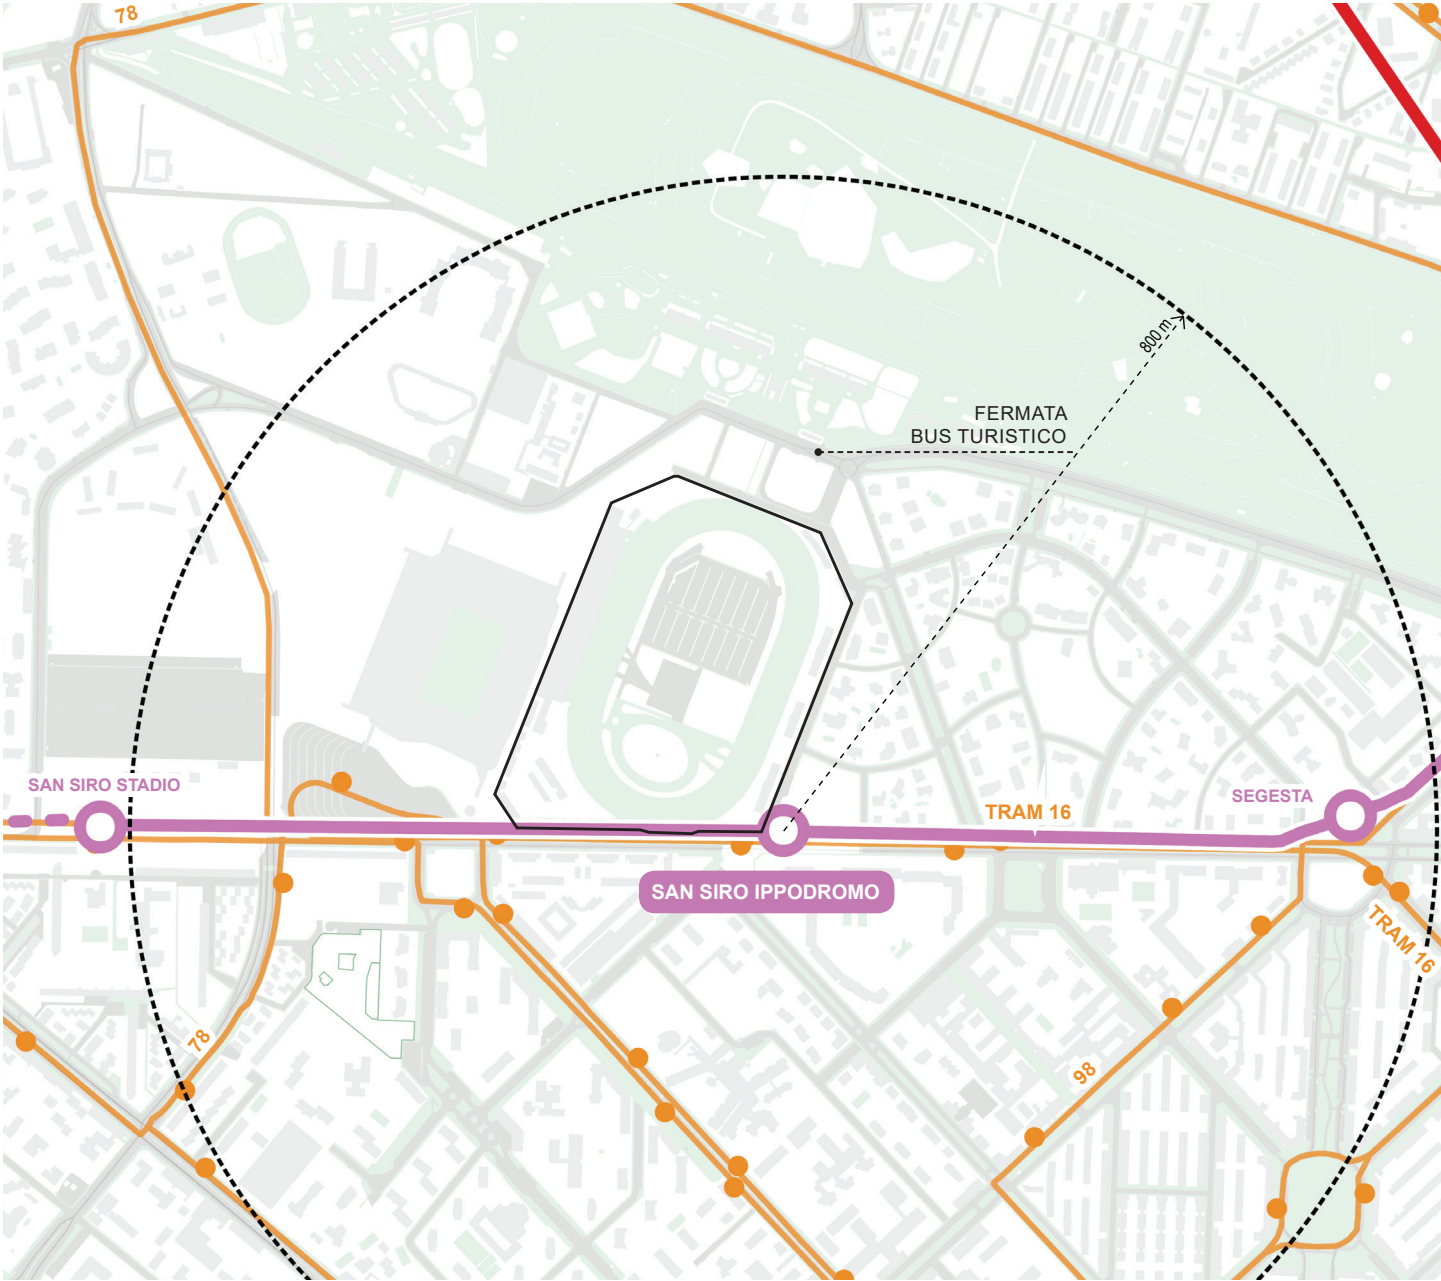 78
800 m
FERMATA
BUS TURISTICO
SAN SIRO STADIO
SEGESTA
TRAM 16
SAN SIRO IPPODROMO
TRAM 16
78
98